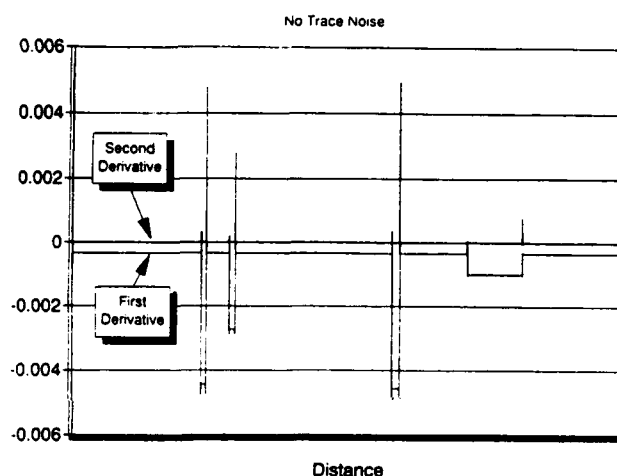 No Trace Noise
0.006
0.004
0.002
0
-0.002
-0.004
-0.006
Second
Derivative
First
Derivative
Distance